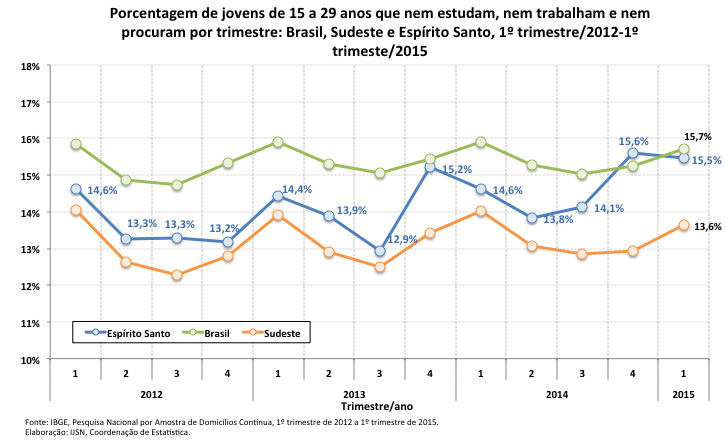 Porcentagem de jovens de 15 a 29 anos que nem estudam, nem trabalham e nem
procuram por trimestre: Brasil, Sudeste e Espírito Santo, 1º trimestre/2012-1º
trimeste/2015
18%
17%
16%
15%
14%
13%
12%
11%
10%
14,6%
13,3%
13,3%
13,2%
14,4%
13,9%
12,9%
15,2%
14,6%
13,8%
14,1%
15,6%
15,7%
15,5%
13,6%
Espírito Santo Brasil Sudeste
1 2 3 4 1 2 3 4 1 2 3 4 1
2012 2013 2014 2015
Trimestre/ano
Fonte: IBGE, Pesquisa Nacional por Amostra de Domicílios Contínua, 1º trimestre de 2012 a 1º trimestre de 2015.
Elaboração: IJSN, Coordenação de Estatística.